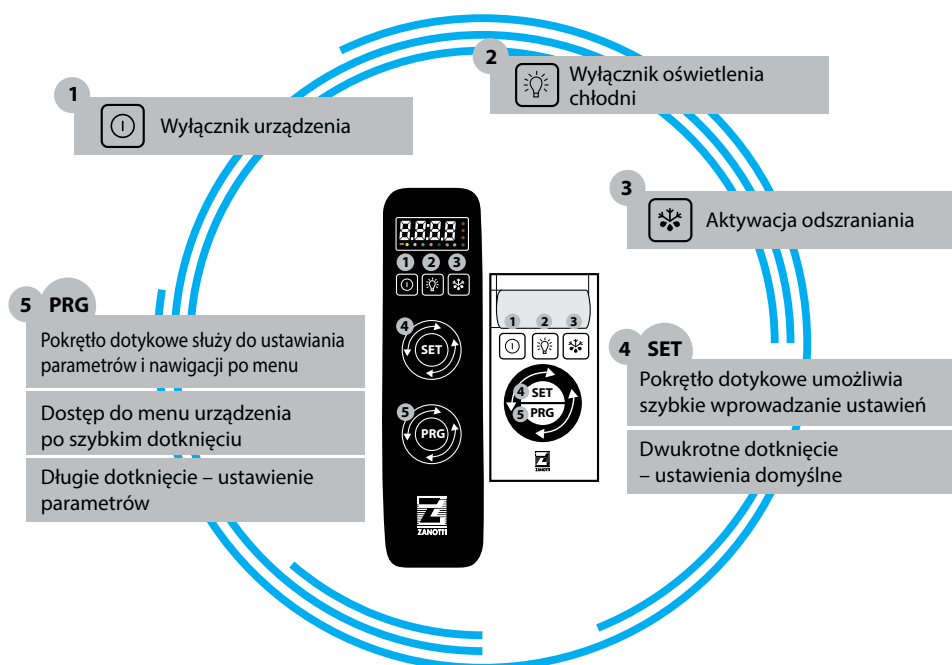 1
Wyłącznik urządzenia
2
Wyłącznik oświetlenia
chłodni
3
Aktywacja odszraniania
4 SET
Pokrętło dotykowe umożliwia
szybkie wprowadzanie ustawień
Dwukrotne dotknięcie
– ustawienia domyślne
5 PRG
Pokrętło dotykowe służy do ustawiania
parametrów i nawigacji po menu
Dostęp do menu urządzenia
po szybkim dotknięciu
Długie dotknięcie – ustawienie
parametrów
8.8:8.8
1 2 3
4
SET
5
PRG
Z
ZANOTTI
1 2 3
4 SET
5 PRG
Z